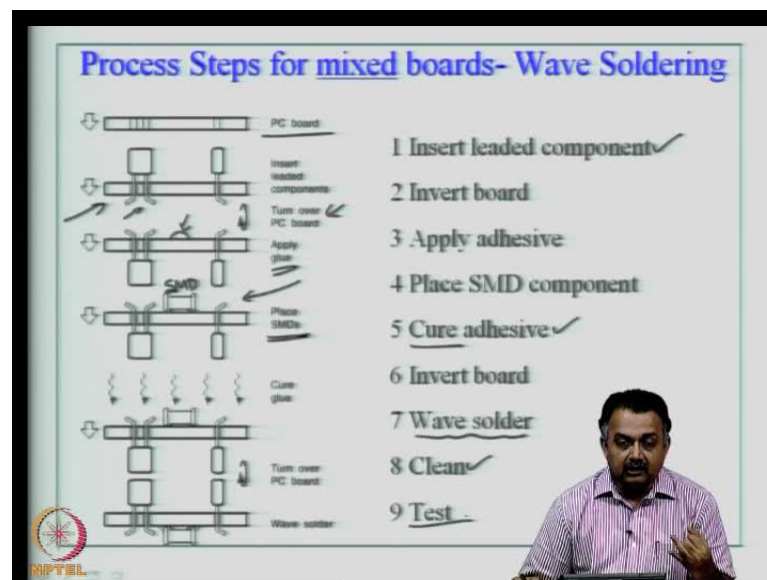 Process Steps for mixed boards- Wave Soldering
PC board
Insert
leaded
components
Turn over
PC board
Apply
glue
SMD
Place
SMDs
Cure
glue
Turn over
PC board
Wave solder
1 Insert leaded component
2 Invert board
3 Apply adhesive
4 Place SMD component
5 Cure adhesive
6 Invert board
7 Wave solder
8 Clean
9 Test
NPTEL